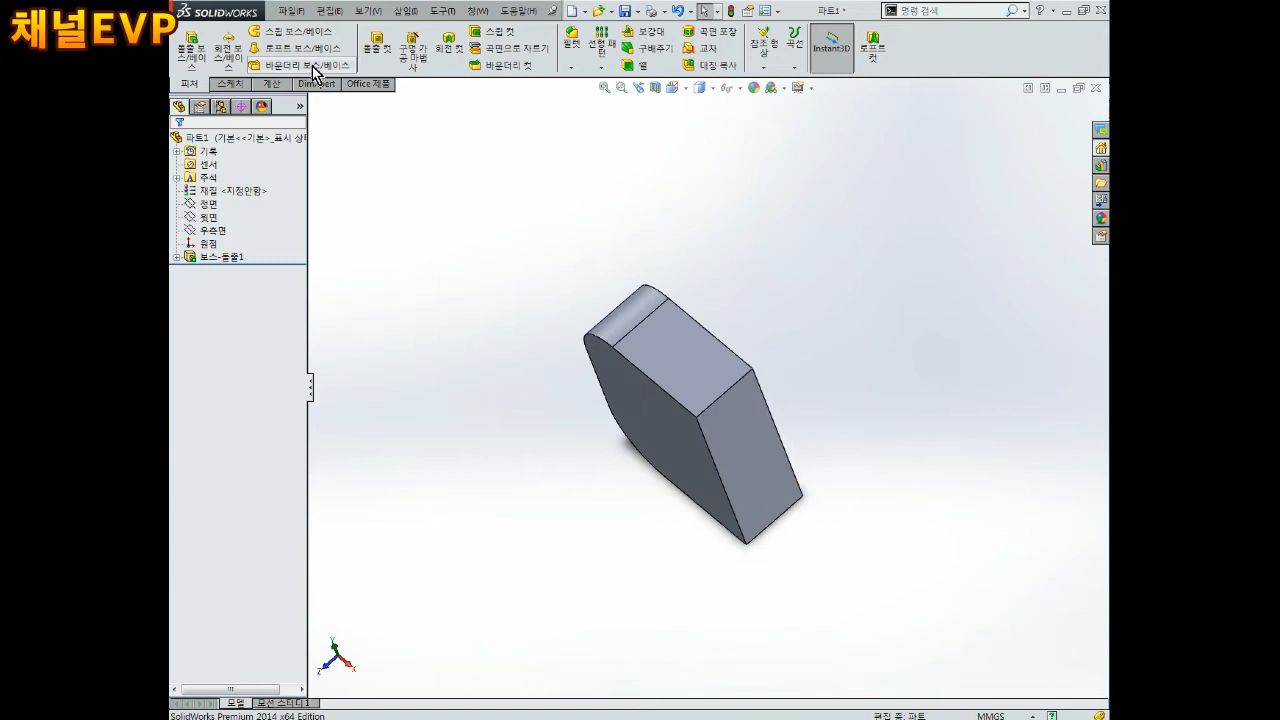 채널EVP
SOLIDWORKS
파일(F) 편집(E) 보기(V) 삽입(I) 도구(T) 창(W) 도움말(H)
파트1 *
명령 검색
돌출 보스/베이스
회전 보스/베이스
스윕 보스/베이스
로프트 보스/베이스
바운더리 보스/베이스
돌출 컷
구멍 가공 마법사
회전 컷
스윕 컷
곡면으로 자르기
바운더리 컷
필렛
선형 패턴
보강대
구배주기
쉘
곡면 포장
교차
대칭 복사
참조 형상
곡선
Instant3D
로프트 컷
피처 스케치 계산 DimXpert Office 제품
파트1 (기본<<기본>_표시 상태
기록
센서
주석
재질 <지정안함>
정면
윗면
우측면
원점
보스-돌출1
Y
Z
X
모델 모션 스터디 1
SolidWorks Premium 2014 x64 Edition
편집 중: 파트
MMGS